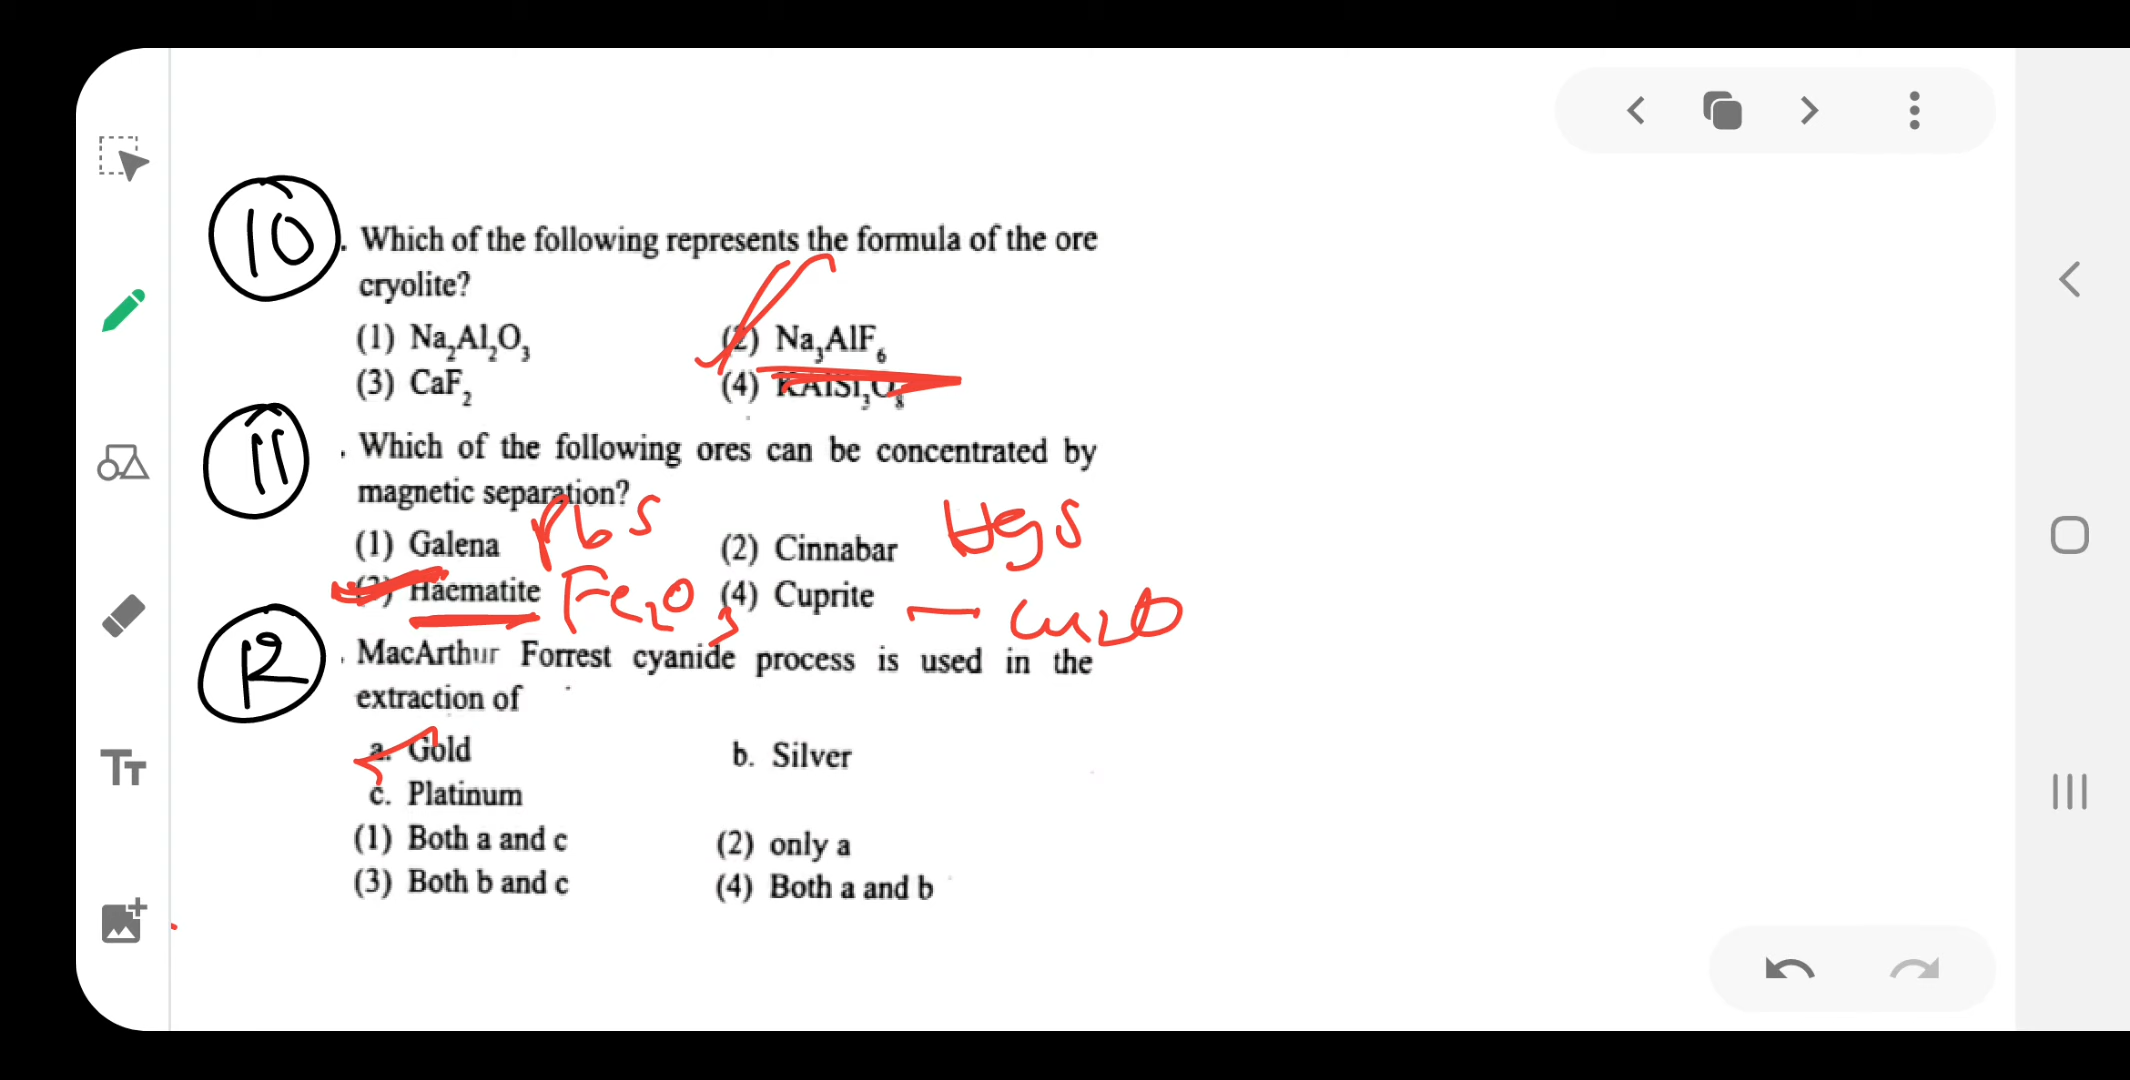 10
. Which of the following represents the formula of the ore
cryolite?
(1) Na₂Al₂O₃ (2) Na₃AlF₆
(3) CaF₂ (4) KAlSi₃O₈
11
. Which of the following ores can be concentrated by
magnetic separation?
(1) Galena PbS (2) Cinnabar HgS
(3) Haematite Fe₂O₃ (4) Cuprite — Cu₂O
12
. MacArthur Forrest cyanide process is used in the
extraction of
a. Gold b. Silver
c. Platinum
(1) Both a and c (2) only a
(3) Both b and c (4) Both a and b
TT